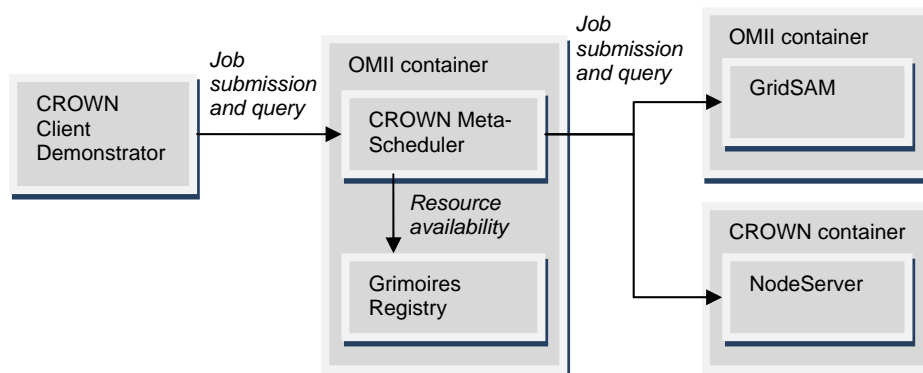 CROWN
Client
Demonstrator
Job
submission
and query
OMII container
CROWN Meta-
Scheduler
Resource
availability
Grimoires
Registry
Job
submission
and query
OMII container
GridSAM
CROWN container
NodeServer